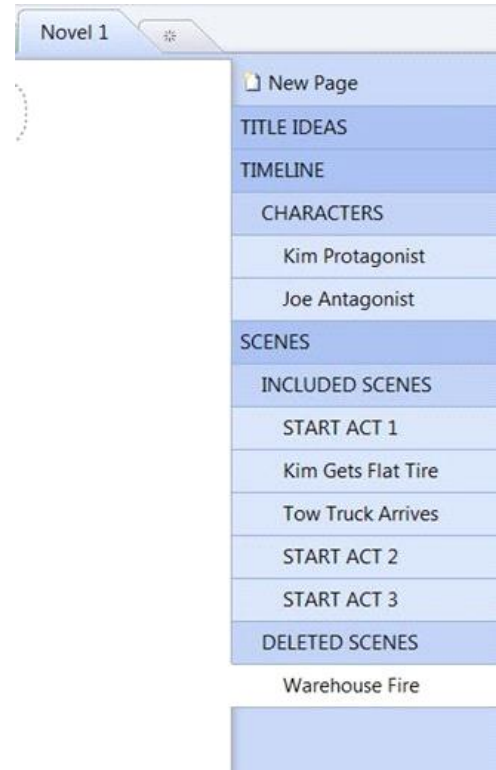 Novel 1
New Page
TITLE IDEAS
TIMELINE
CHARACTERS
Kim Protagonist
Joe Antagonist
SCENES
INCLUDED SCENES
START ACT 1
Kim Gets Flat Tire
Tow Truck Arrives
START ACT 2
START ACT 3
DELETED SCENES
Warehouse Fire